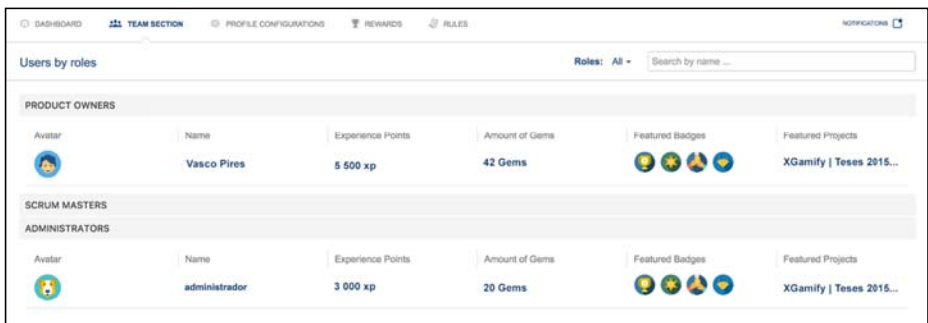 DASHBOARD TEAM SECTION PROFILE CONFIGURATIONS REWARDS RULES NOTIFICATIONS
Users by roles Roles: All Search by name ...
PRODUCT OWNERS
Avatar Name Experience Points Amount of Gems Featured Badges Featured Projects
Vasco Pires 5 500 xp 42 Gems XGamify | Teses 2015...
SCRUM MASTERS
ADMINISTRATORS
Avatar Name Experience Points Amount of Gems Featured Badges Featured Projects
administrador 3 000 xp 20 Gems XGamify | Teses 2015...